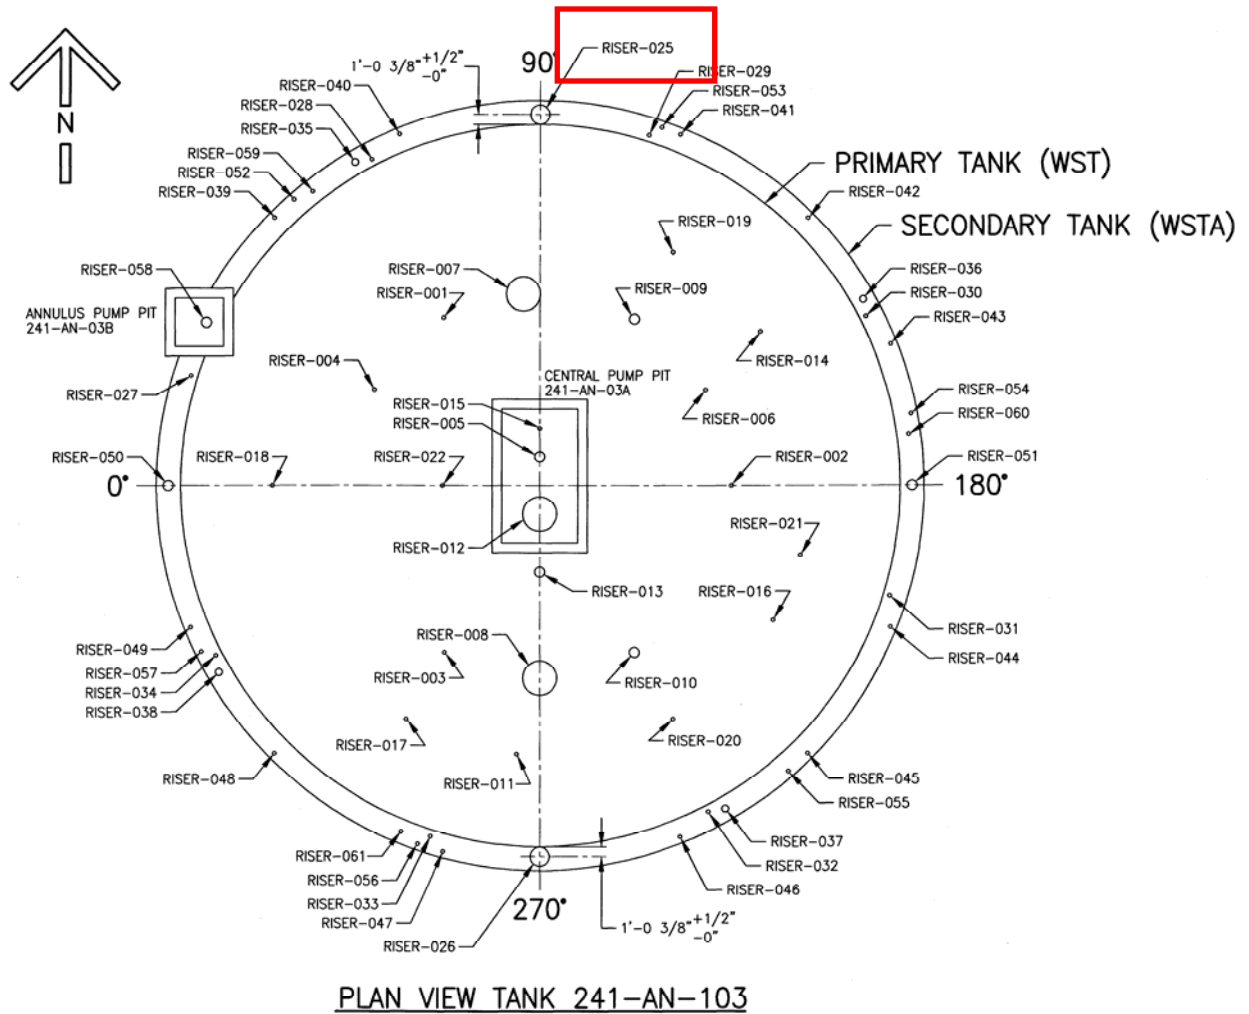 RISER-025
90°
1'-0 3/8" +1/2"
-0"
RISER-029
RISER-040
RISER-053
RISER-028
RISER-041
N
RISER-035
RISER-059
PRIMARY TANK (WST)
RISER-052
RISER-039
RISER-042
RISER-019
SECONDARY TANK (WSTA)
RISER-058
RISER-007
RISER-036
RISER-001
RISER-009
RISER-030
ANNULUS PUMP PIT
241-AN-03B
RISER-043
RISER-004
RISER-014
CENTRAL PUMP PIT
241-AN-03A
RISER-027
RISER-054
RISER-015
RISER-060
RISER-005
RISER-006
RISER-050
RISER-018
RISER-022
RISER-002
RISER-051
0°
180°
RISER-021
RISER-012
RISER-013
RISER-016
RISER-031
RISER-008
RISER-049
RISER-044
RISER-057
RISER-003
RISER-010
RISER-034
RISER-038
RISER-017
RISER-020
RISER-048
RISER-011
RISER-045
RISER-055
RISER-037
RISER-061
RISER-032
RISER-056
RISER-046
RISER-033
270°
RISER-047
1'-0 3/8" +1/2"
-0"
RISER-026
PLAN VIEW TANK 241-AN-103